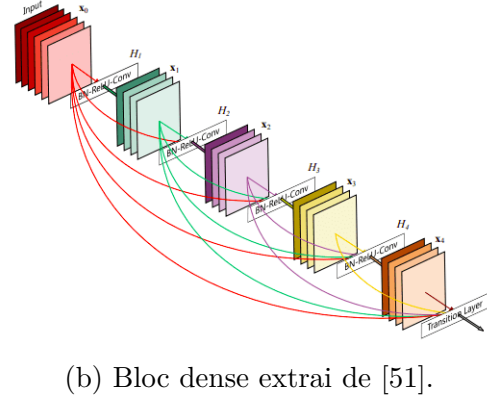 Input
x0
H1
BN-ReLU-Conv
x1
H2
BN-ReLU-Conv
x2
H3
BN-ReLU-Conv
x3
H4
BN-ReLU-Conv
x4
Transition Layer
(b) Bloc dense extrai de [51].